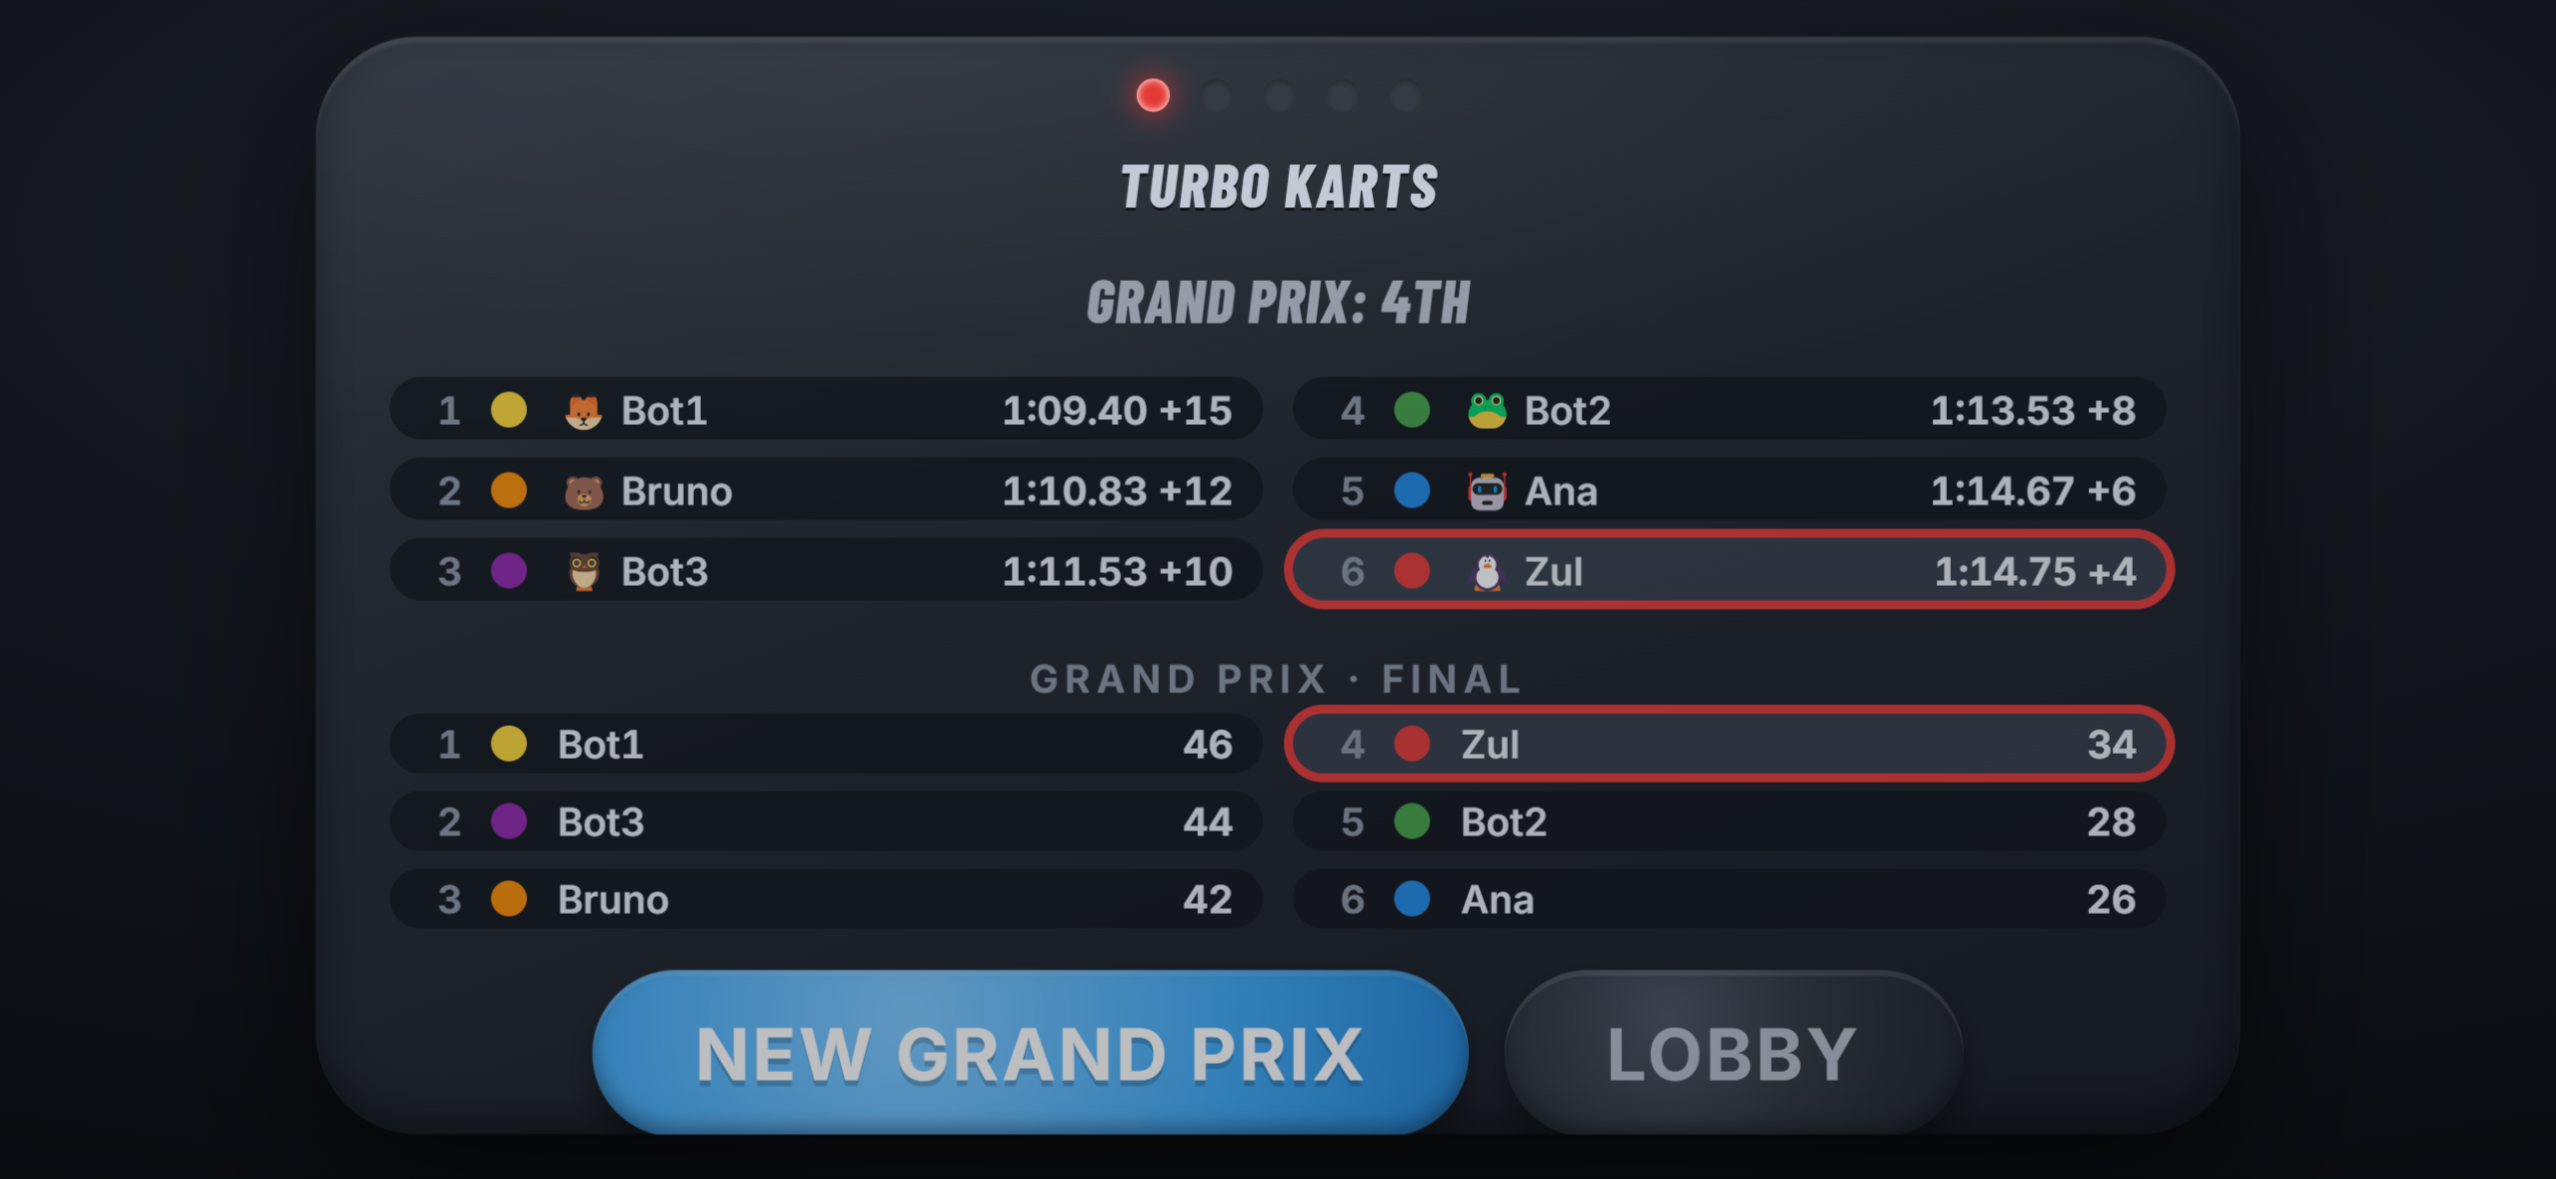 TURBO KARTS
GRAND PRIX: 4TH
1 Bot1 1:09.40 +15
2 Bruno 1:10.83 +12
3 Bot3 1:11.53 +10
4 Bot2 1:13.53 +8
5 Ana 1:14.67 +6
6 Zul 1:14.75 +4
GRAND PRIX · FINAL
1 Bot1 46
2 Bot3 44
3 Bruno 42
4 Zul 34
5 Bot2 28
6 Ana 26
NEW GRAND PRIX
LOBBY